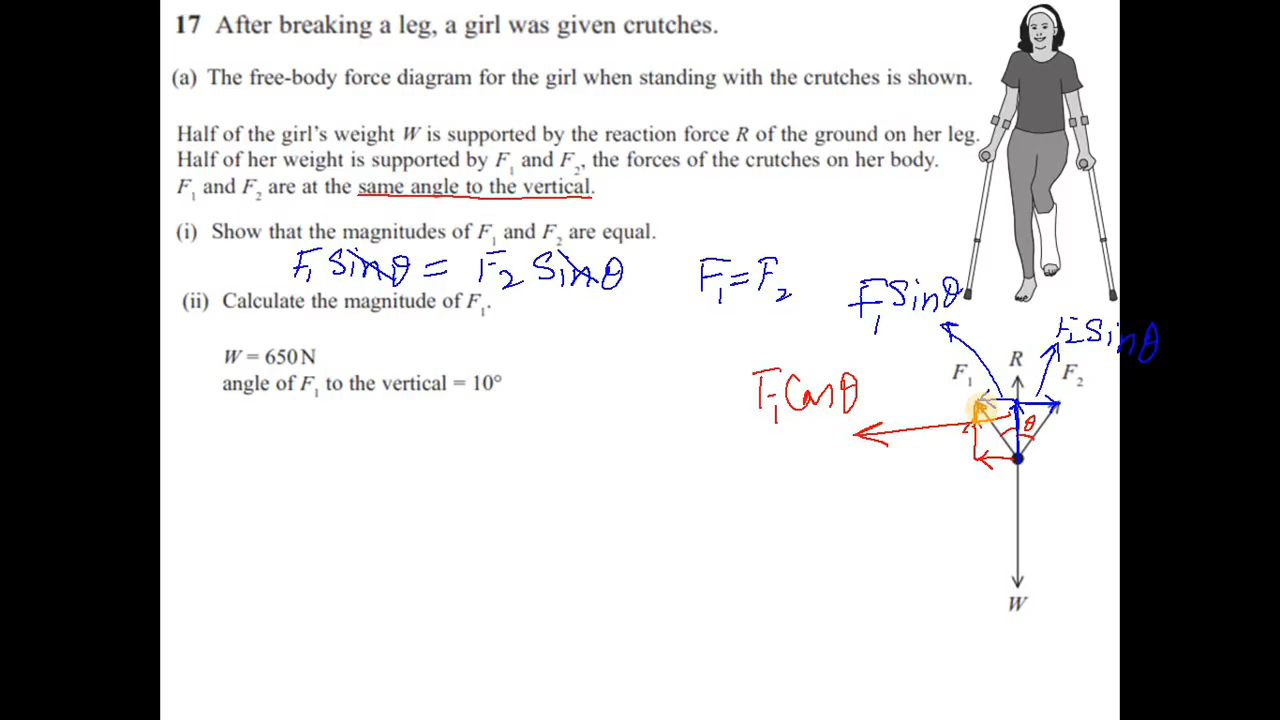 17 After breaking a leg, a girl was given crutches.
(a) The free-body force diagram for the girl when standing with the crutches is shown.
Half of the girl's weight W is supported by the reaction force R of the ground on her leg.
Half of her weight is supported by F₁ and F₂, the forces of the crutches on her body.
F₁ and F₂ are at the same angle to the vertical.
(i) Show that the magnitudes of F₁ and F₂ are equal.
F₁ Sinθ = F₂ Sinθ F₁ = F₂
(ii) Calculate the magnitude of F₁.
F₁ Sinθ
F₂ Sinθ
W = 650 N
angle of F₁ to the vertical = 10°
F₁ Cosθ
F₁ R F₂
θ
W